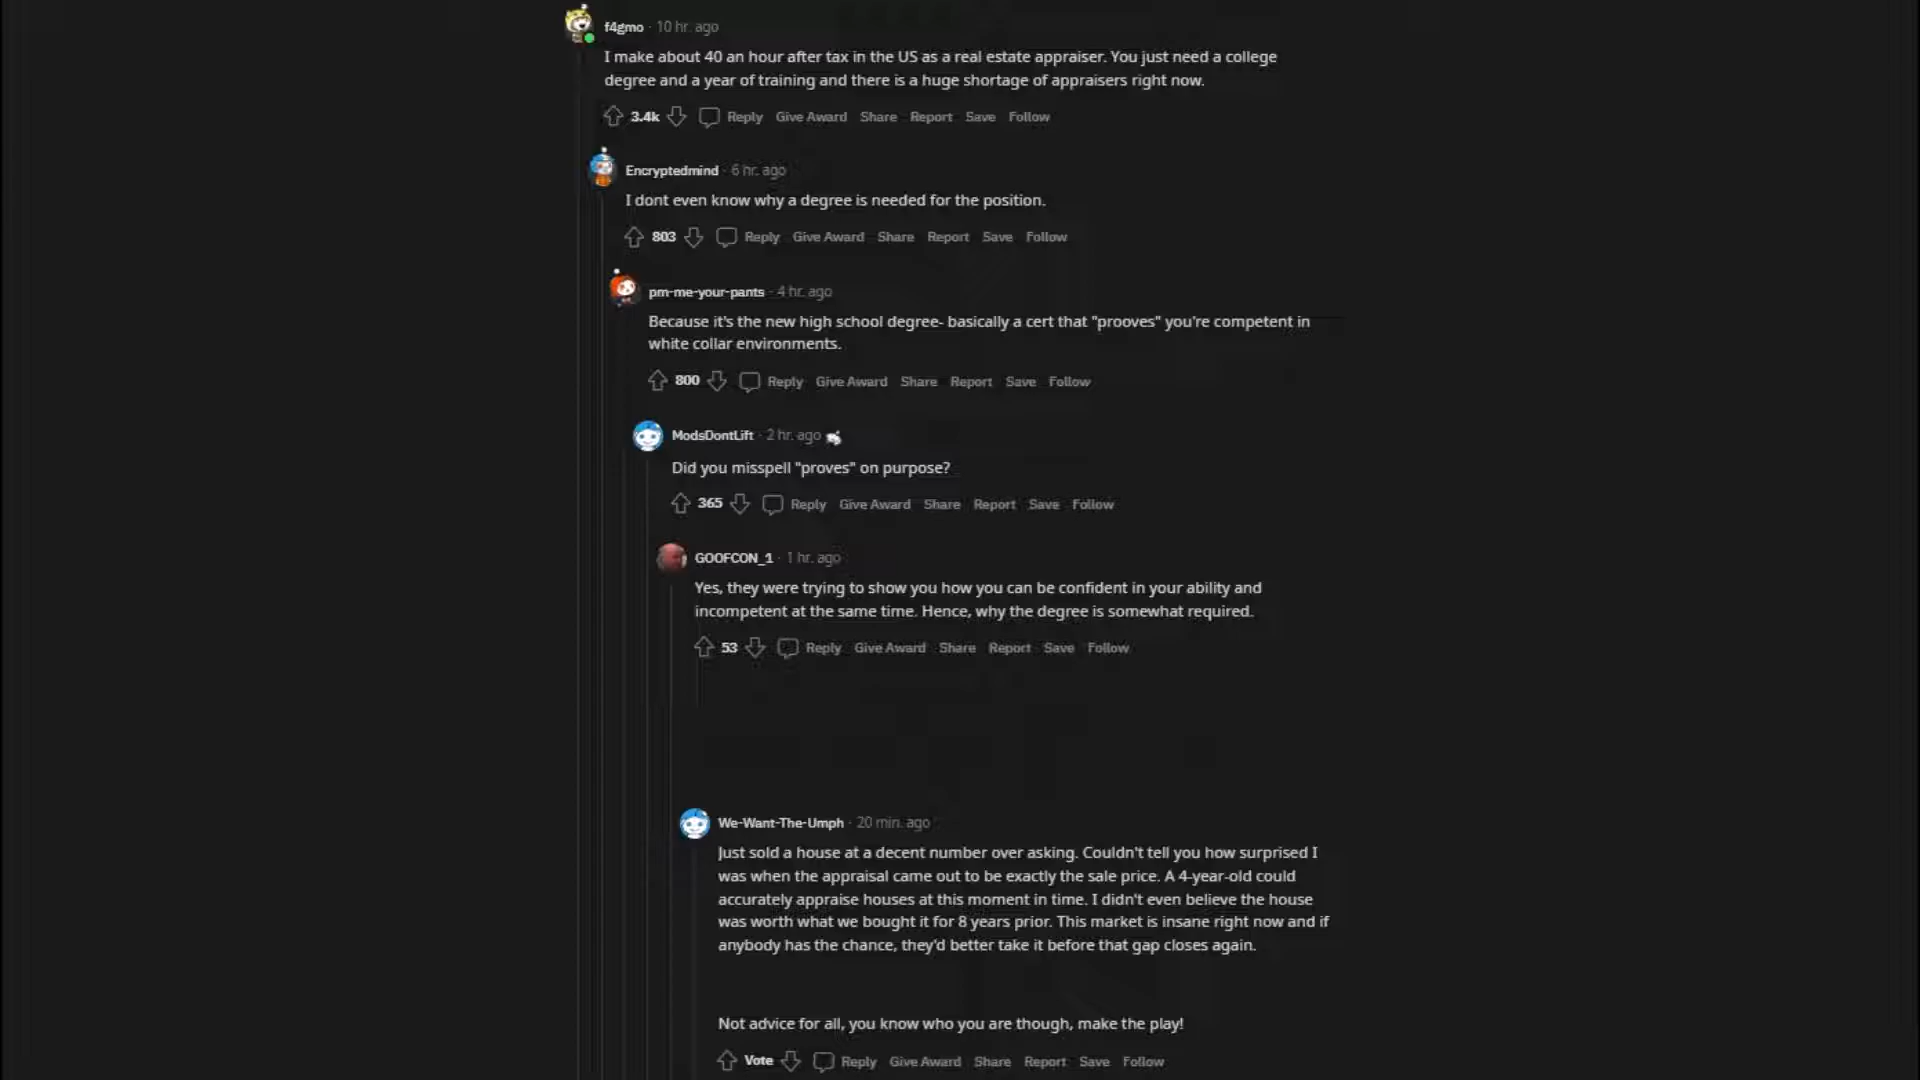 f4gmo · 10 hr. ago
I make about 40 an hour after tax in the US as a real estate appraiser. You just need a college
degree and a year of training and there is a huge shortage of appraisers right now.
3.4k Reply Give Award Share Report Save Follow
Encryptedmind · 6 hr. ago
I dont even know why a degree is needed for the position.
803 Reply Give Award Share Report Save Follow
pm-me-your-pants · 4 hr. ago
Because it's the new high school degree- basically a cert that "prooves" you're competent in
white collar environments.
800 Reply Give Award Share Report Save Follow
ModsDontLift · 2 hr. ago
Did you misspell "proves" on purpose?
365 Reply Give Award Share Report Save Follow
GOOFCON_1 · 1 hr. ago
Yes, they were trying to show you how you can be confident in your ability and
incompetent at the same time. Hence, why the degree is somewhat required.
53 Reply Give Award Share Report Save Follow
We-Want-The-Umph · 20 min. ago
Just sold a house at a decent number over asking. Couldn't tell you how surprised I
was when the appraisal came out to be exactly the sale price. A 4-year-old could
accurately appraise houses at this moment in time. I didn't even believe the house
was worth what we bought it for 8 years prior. This market is insane right now and if
anybody has the chance, they'd better take it before that gap closes again.
Not advice for all, you know who you are though, make the play!
Vote Reply Give Award Share Report Save Follow